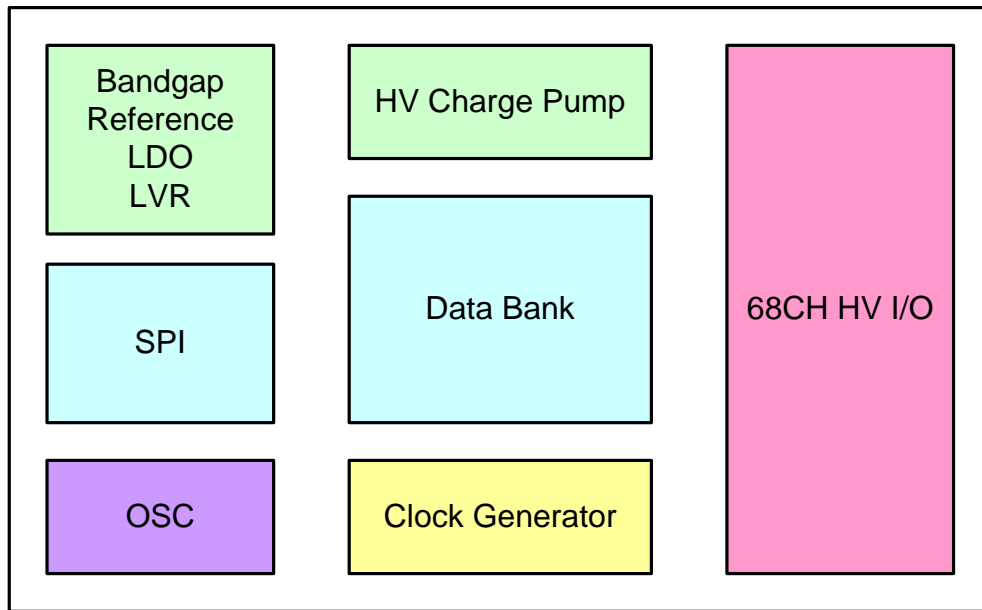 Bandgap
Reference
LDO
LVR
HV Charge Pump
SPI
Data Bank
68CH HV I/O
OSC
Clock Generator